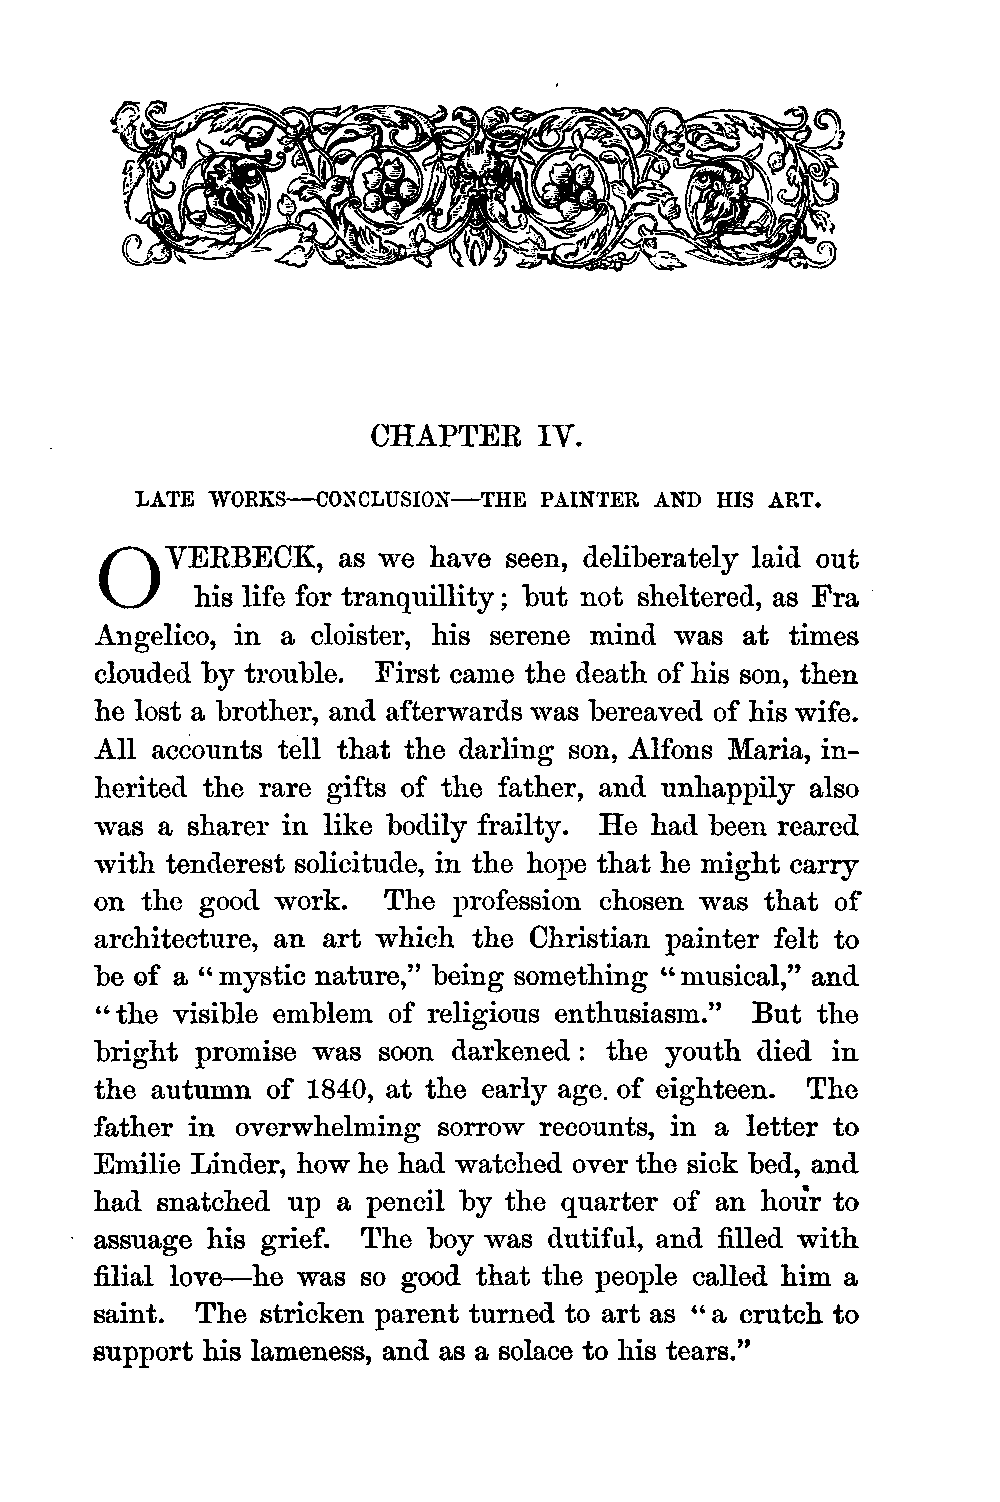 CHAPTER IV.
LATE WORKS—CONCLUSION—THE PAINTER AND HIS ART.
OVERBECK, as we have seen, deliberately laid out
his life for tranquillity; but not sheltered, as Fra
Angelico, in a cloister, his serene mind was at times
clouded by trouble. First came the death of his son, then
he lost a brother, and afterwards was bereaved of his wife.
All accounts tell that the darling son, Alfons Maria, in-
herited the rare gifts of the father, and unhappily also
was a sharer in like bodily frailty. He had been reared
with tenderest solicitude, in the hope that he might carry
on the good work. The profession chosen was that of
architecture, an art which the Christian painter felt to
be of a “mystic nature,” being something “musical,” and
“the visible emblem of religious enthusiasm.” But the
bright promise was soon darkened: the youth died in
the autumn of 1840, at the early age of eighteen. The
father in overwhelming sorrow recounts, in a letter to
Emilie Linder, how he had watched over the sick bed, and
had snatched up a pencil by the quarter of an hour to
assuage his grief. The boy was dutiful, and filled with
filial love—he was so good that the people called him a
saint. The stricken parent turned to art as “a crutch to
support his lameness, and as a solace to his tears.”